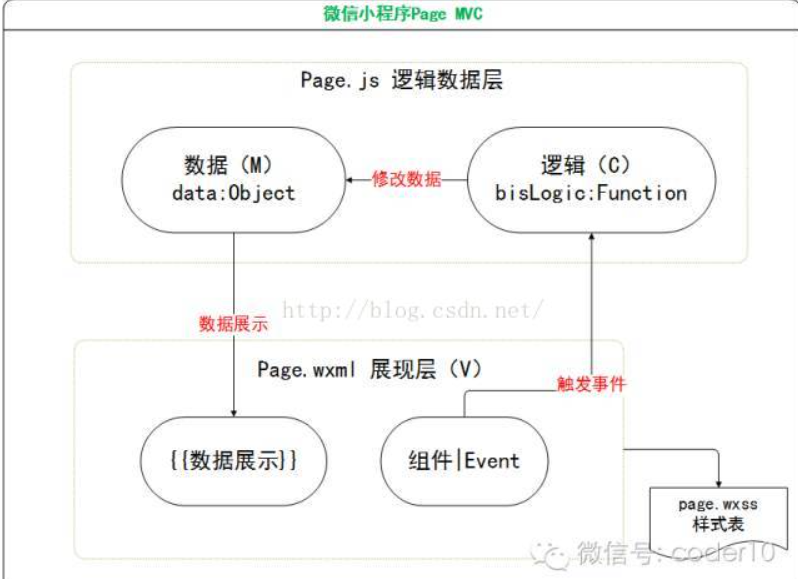 微信小程序Page MVC
Page.js 逻辑数据层
数据（M）
data:Object
修改数据
逻辑（C）
bisLogic:Function
http://blog.csdn.net/
数据展示
Page.wxml 展现层（V）
触发事件
{{数据展示}}
组件|Event
page.wxss
样式表
微信号: coder10